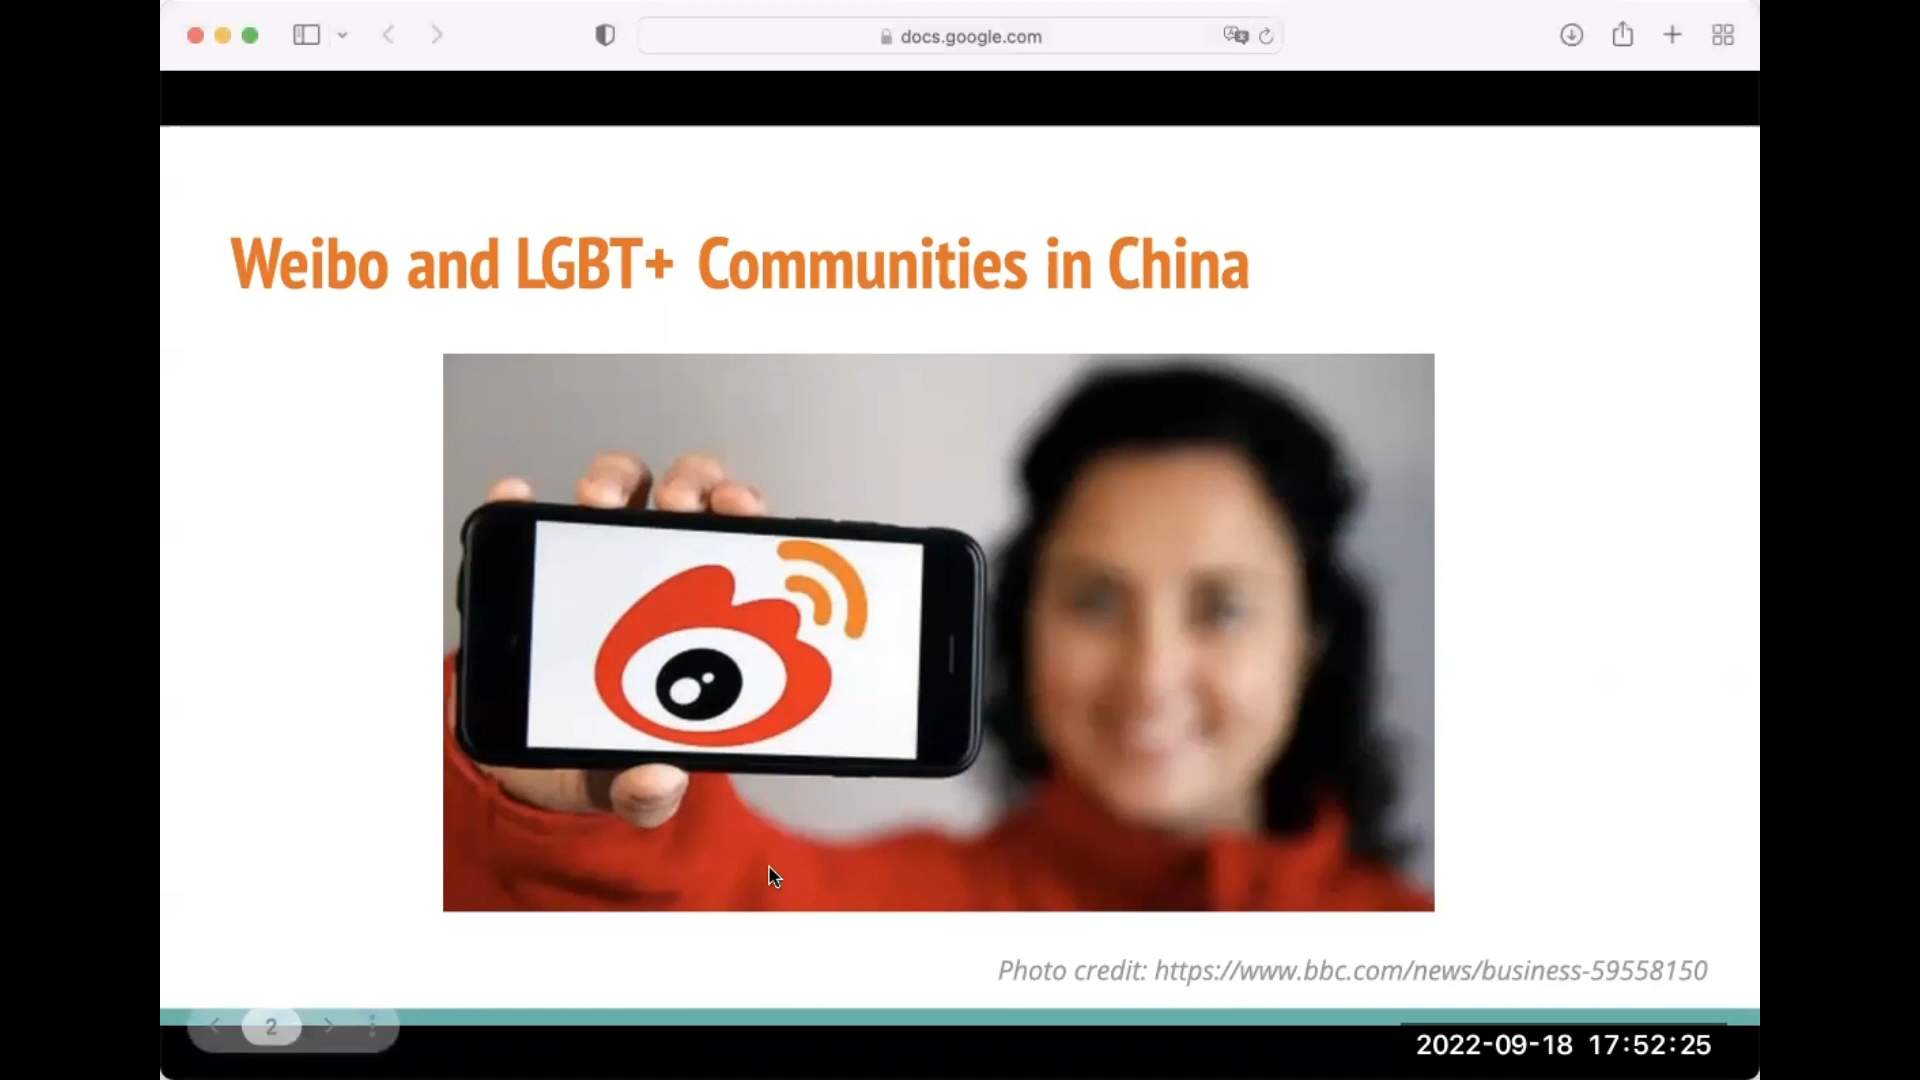 docs.google.com
Weibo and LGBT+ Communities in China
Photo credit: https://www.bbc.com/news/business-59558150
2
2022-09-18 17:52:25